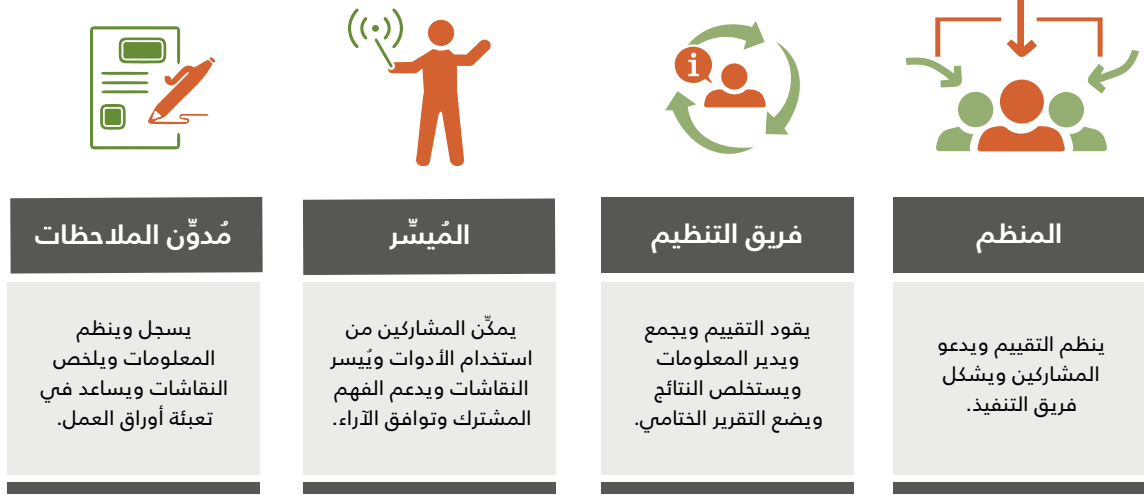 المنظم
ينظم التقييم ويدعو
المشاركين ويشكل
فريق التنفيذ.
فريق التنظيم
يقود التقييم ويجمع
ويدير المعلومات
ويستخلص النتائج
ويضع التقرير الختامي.
المُيسِّر
يمكّن المشاركين من
استخدام الأدوات ويُيسر
النقاشات ويدعم الفهم
المشترك وتوافق الآراء.
مُدوِّن الملاحظات
يسجل وينظم
المعلومات ويلخص
النقاشات ويساعد في
تعبئة أوراق العمل.